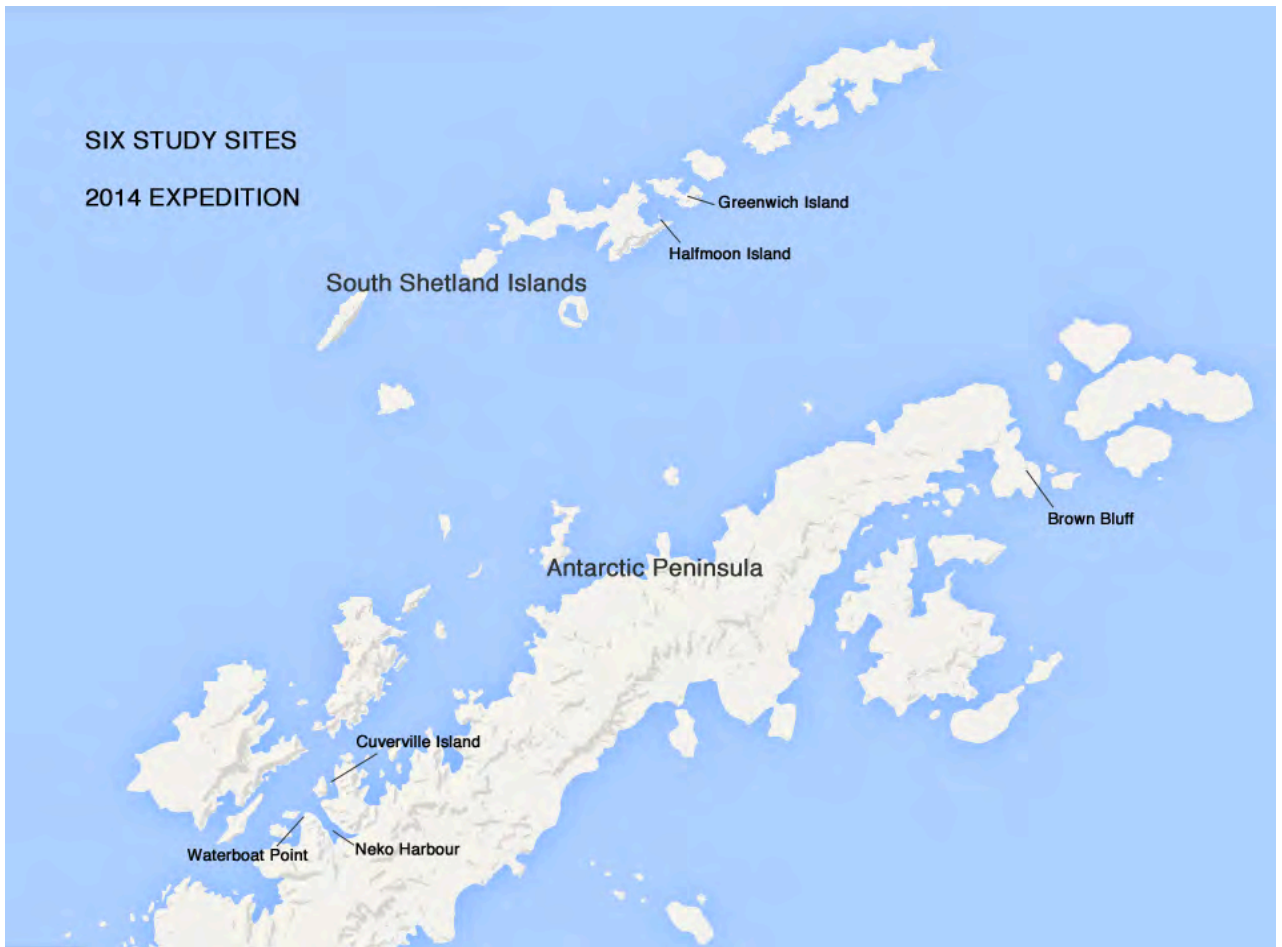 SIX STUDY SITES
2014 EXPEDITION
Greenwich Island
Halfmoon Island
South Shetland Islands
Brown Bluff
Antarctic Peninsula
Cuverville Island
Waterboat Point
Neko Harbour